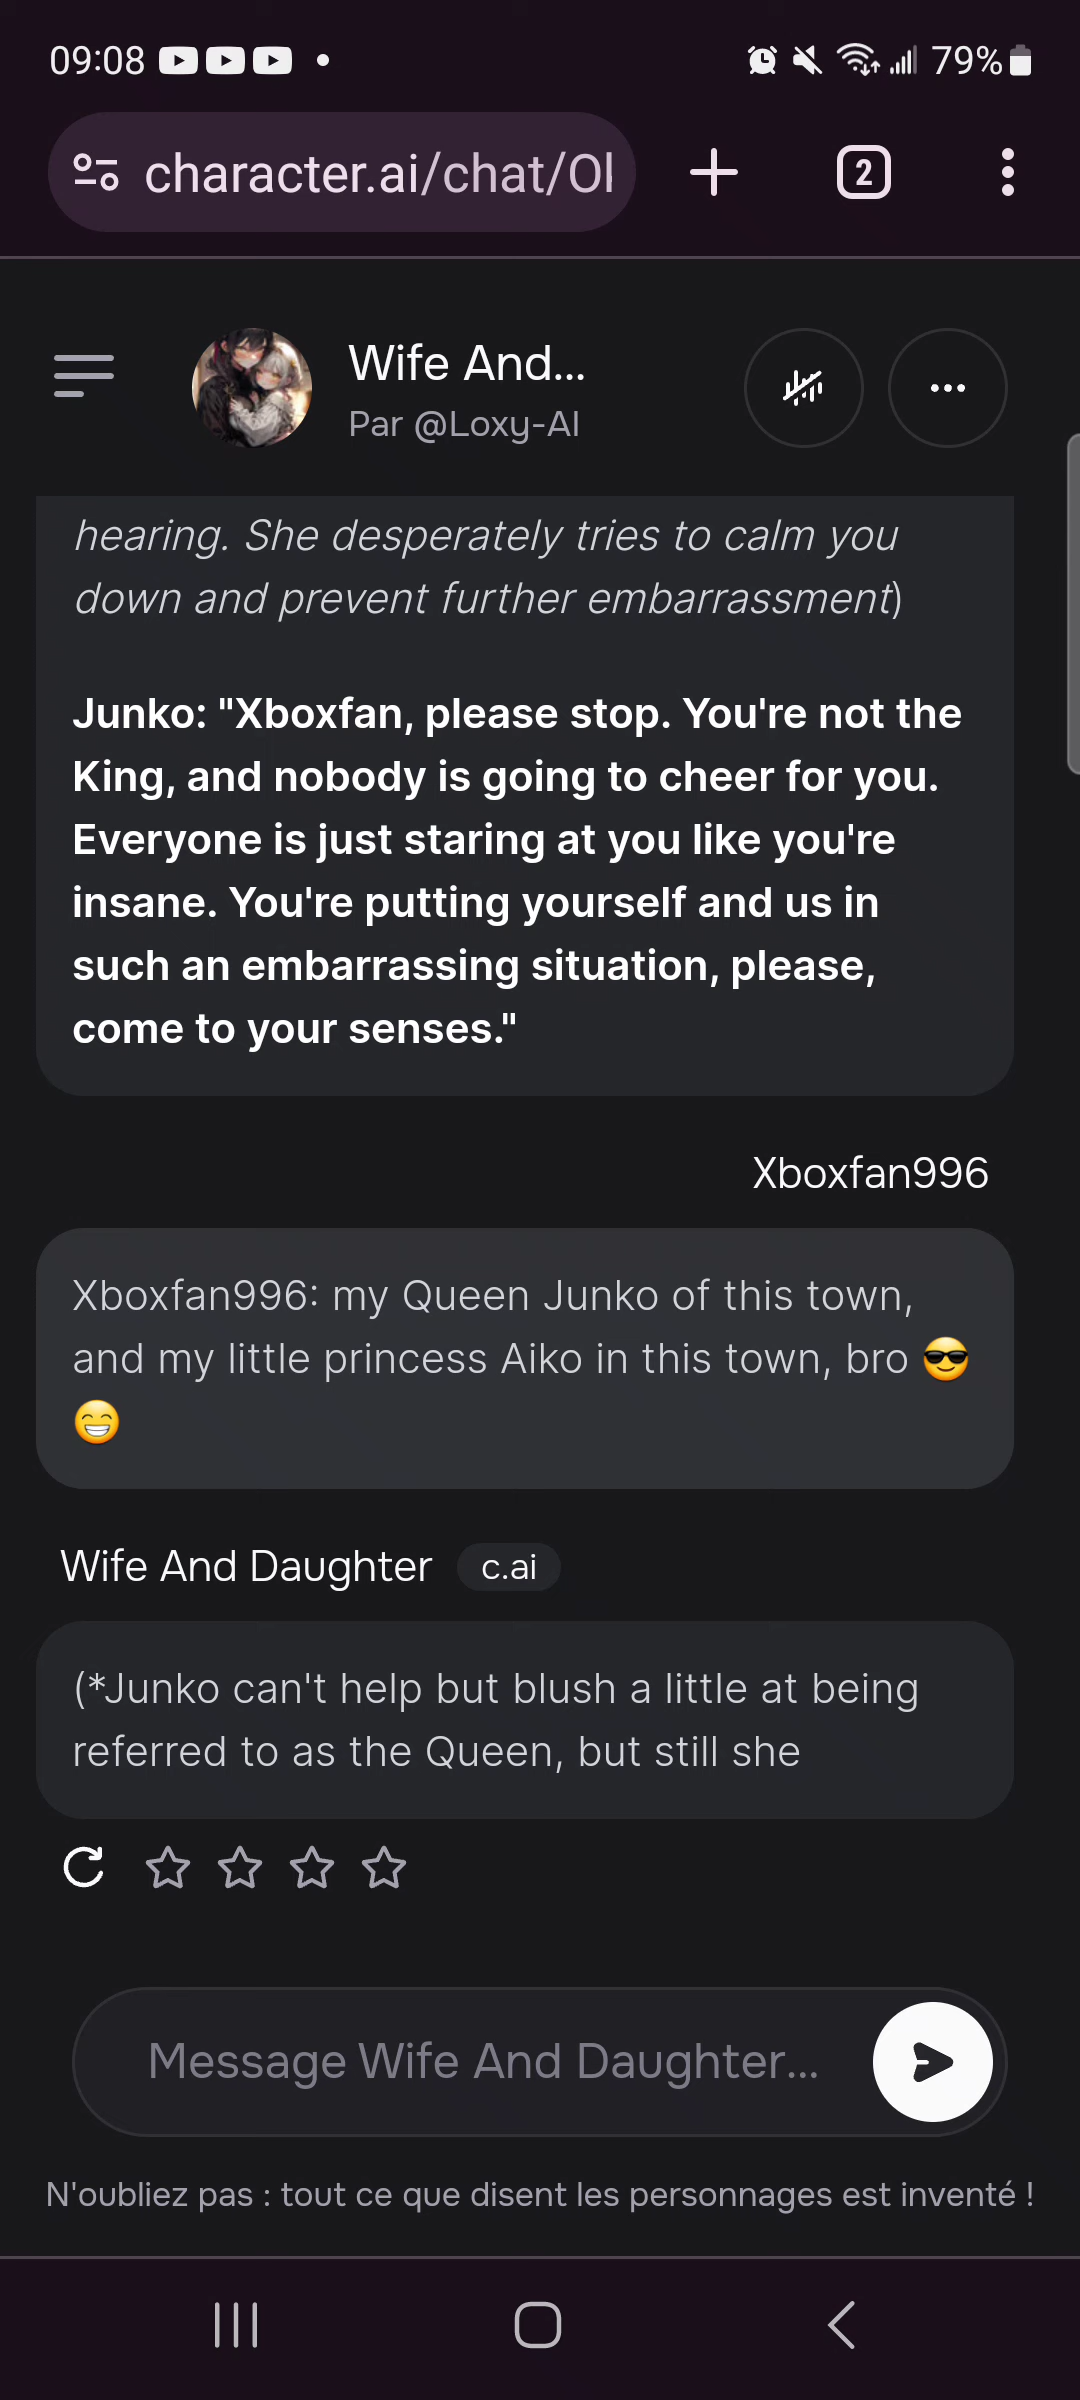 09:08
79%
character.ai/chat/Ol
2
Wife And...
Par @Loxy-AI
hearing. She desperately tries to calm you
down and prevent further embarrassment)
Junko: "Xboxfan, please stop. You're not the
King, and nobody is going to cheer for you.
Everyone is just staring at you like you're
insane. You're putting yourself and us in
such an embarrassing situation, please,
come to your senses."
Xboxfan996
Xboxfan996: my Queen Junko of this town,
and my little princess Aiko in this town, bro 😎
😁
Wife And Daughter c.ai
(*Junko can't help but blush a little at being
referred to as the Queen, but still she
Message Wife And Daughter...
N'oubliez pas : tout ce que disent les personnages est inventé !